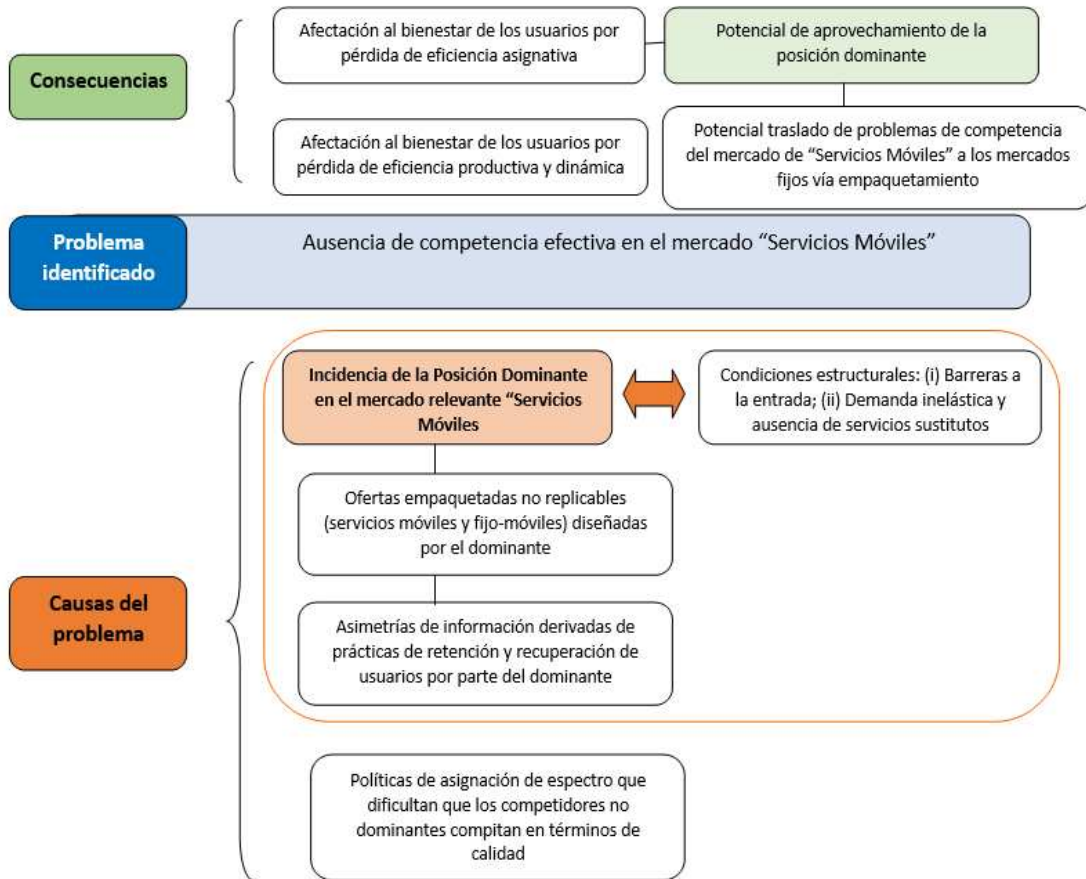 Consecuencias
Afectación al bienestar de los usuarios por
pérdida de eficiencia asignativa
Potencial de aprovechamiento de la
posición dominante
Afectación al bienestar de los usuarios por
pérdida de eficiencia productiva y dinámica
Potencial traslado de problemas de competencia
del mercado de “Servicios Móviles” a los mercados
fijos vía empaquetamiento
Problema
identificado
Ausencia de competencia efectiva en el mercado “Servicios Móviles”
Causas del
problema
Incidencia de la Posición Dominante
en el mercado relevante “Servicios
Móviles
Condiciones estructurales: (i) Barreras a
la entrada; (ii) Demanda inelástica y
ausencia de servicios sustitutos
Ofertas empaquetadas no replicables
(servicios móviles y fijo-móviles) diseñadas
por el dominante
Asimetrías de información derivadas de
prácticas de retención y recuperación de
usuarios por parte del dominante
Políticas de asignación de espectro que
dificultan que los competidores no
dominantes compitan en términos de
calidad